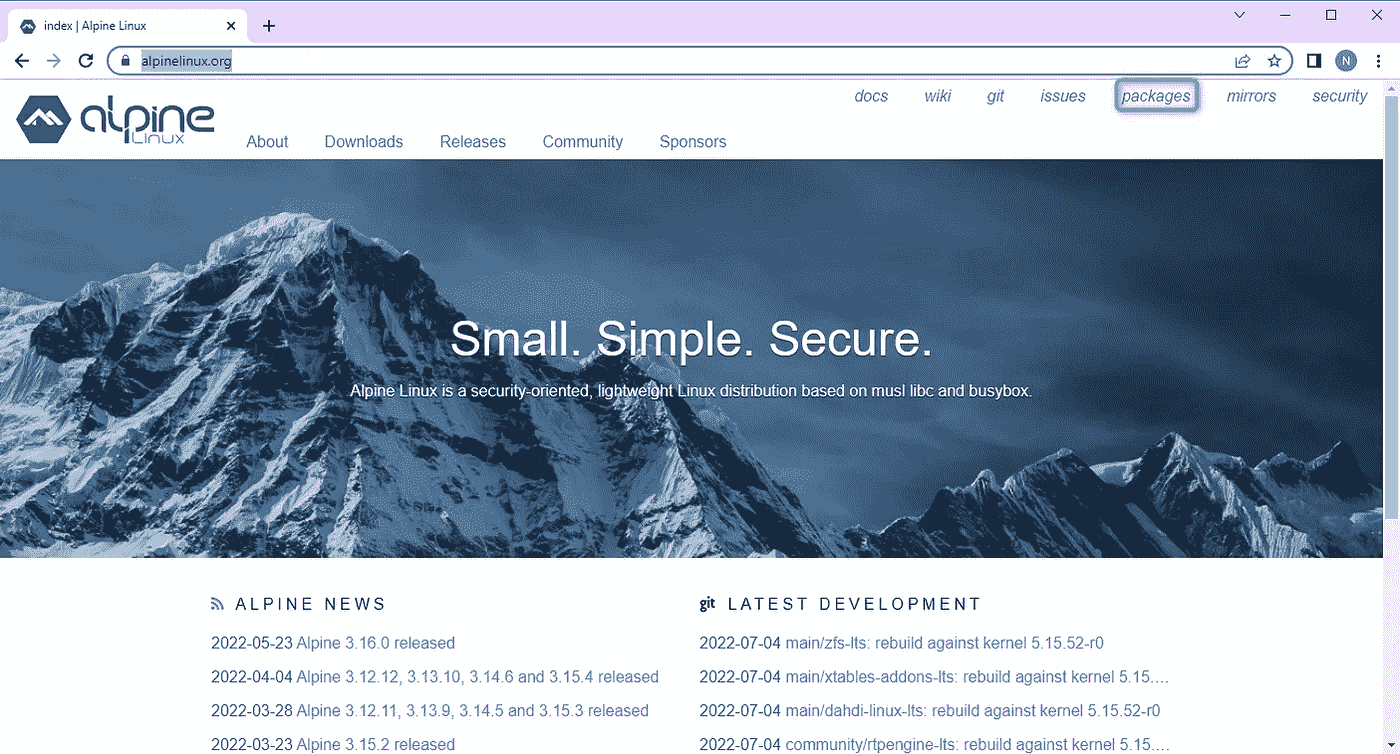 index | Alpine Linux
alpinelinux.org
N
docs wiki git issues packages mirrors security
alpine
Linux
About Downloads Releases Community Sponsors
Small. Simple. Secure.
Alpine Linux is a security-oriented, lightweight Linux distribution based on musl libc and busybox.
ALPINE NEWS
2022-05-23 Alpine 3.16.0 released
2022-04-04 Alpine 3.12.12, 3.13.10, 3.14.6 and 3.15.4 released
2022-03-28 Alpine 3.12.11, 3.13.9, 3.14.5 and 3.15.3 released
2022-03-23 Alpine 3.15.2 released
git LATEST DEVELOPMENT
2022-07-04 main/zfs-lts: rebuild against kernel 5.15.52-r0
2022-07-04 main/xtables-addons-lts: rebuild against kernel 5.15....
2022-07-04 main/dahdi-linux-lts: rebuild against kernel 5.15.52-r0
2022-07-04 community/rtpengine-lts: rebuild against kernel 5.15....